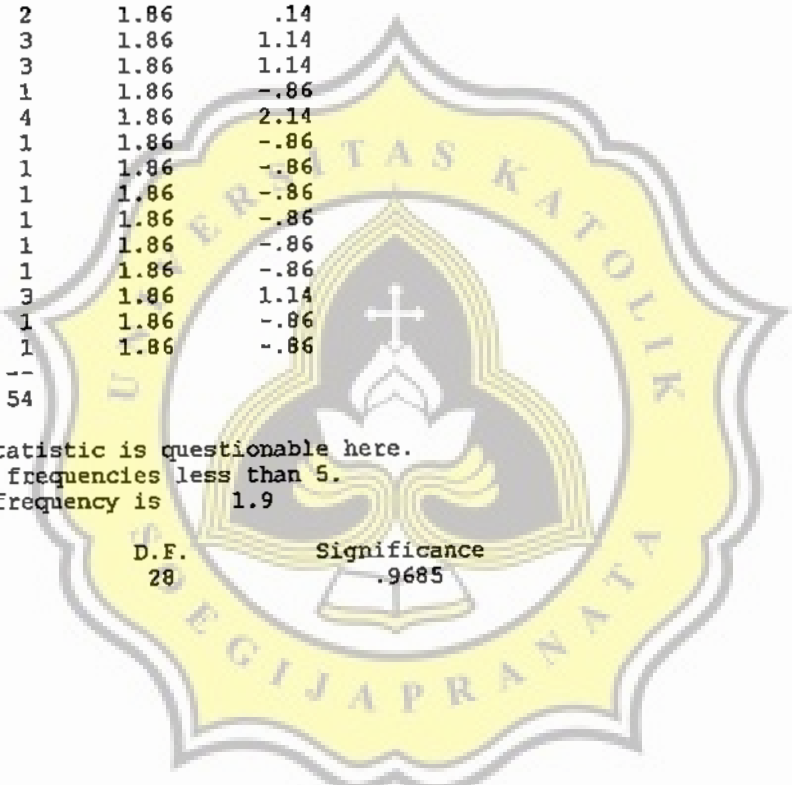 2 1.86 .14
3 1.86 1.14
3 1.86 1.14
1 1.86 -.86
4 1.86 2.14
1 1.86 -.86
1 1.86 -.86
1 1.86 -.86
1 1.86 -.86
1 1.86 -.86
1 1.86 -.86
3 1.86 1.14
1 1.86 -.86
1 1.86 -.86
--
54
tatistic is questionable here.
frequencies less than 5.
frequency is 1.9
D.F. Significance
28 .9685
UNIVERSITAS KATOLIK
SOEGIJAPRANATA